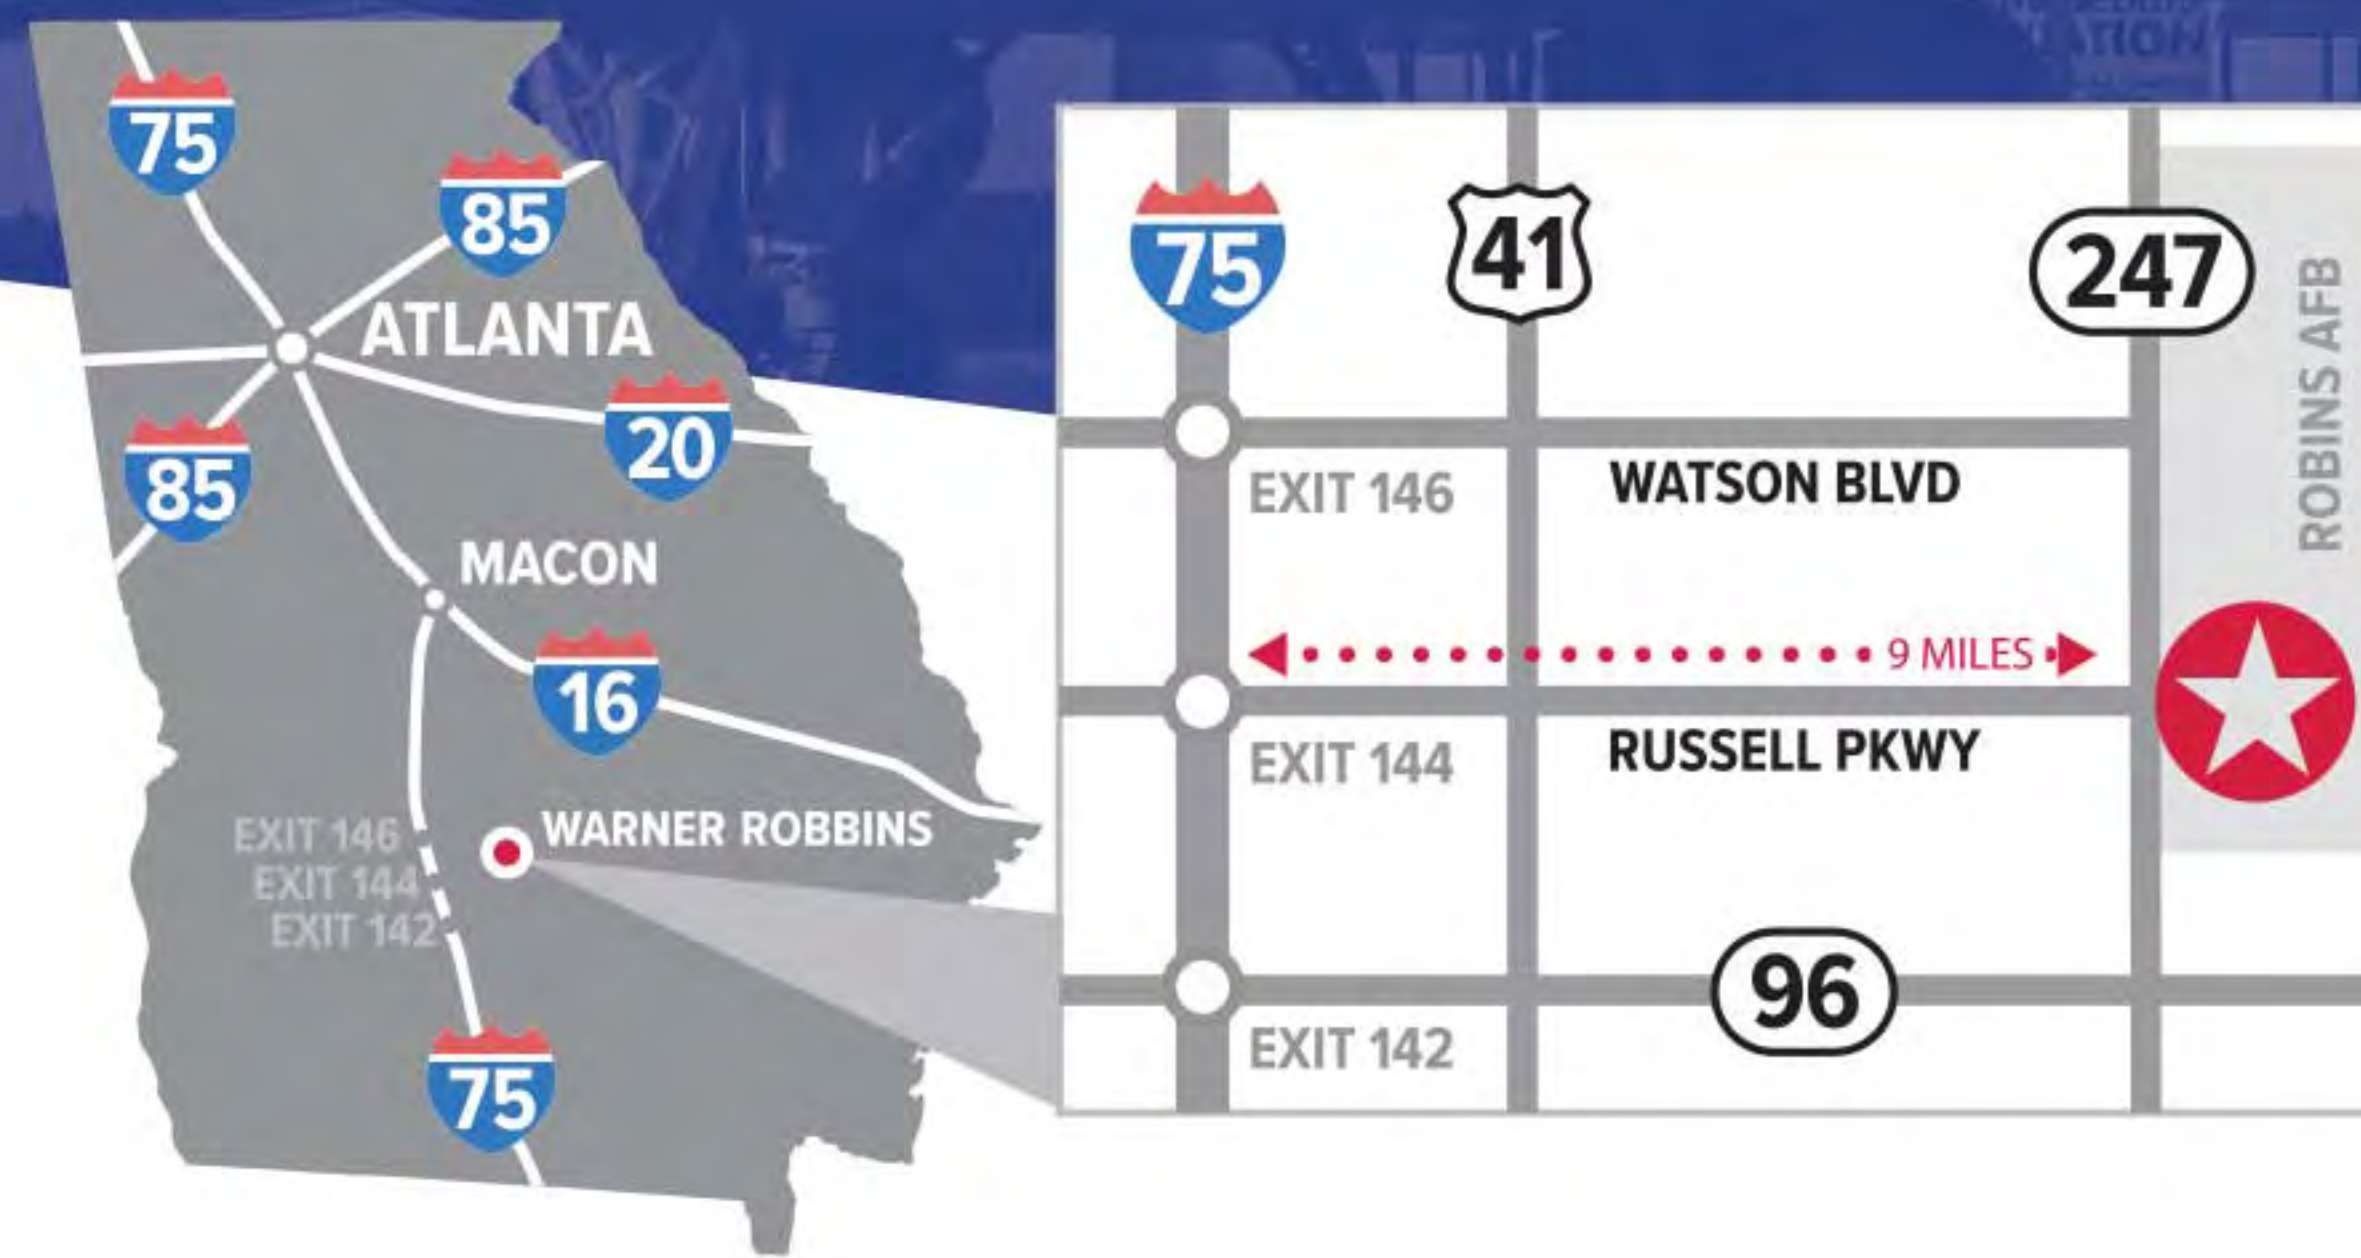 75
85
ATLANTA
20
85
MACON
16
WARNER ROBBINS
EXIT 146
EXIT 144
EXIT 142
75
75
41
247
ROBINS AFB
EXIT 146
WATSON BLVD
9 MILES
EXIT 144
RUSSELL PKWY
96
EXIT 142